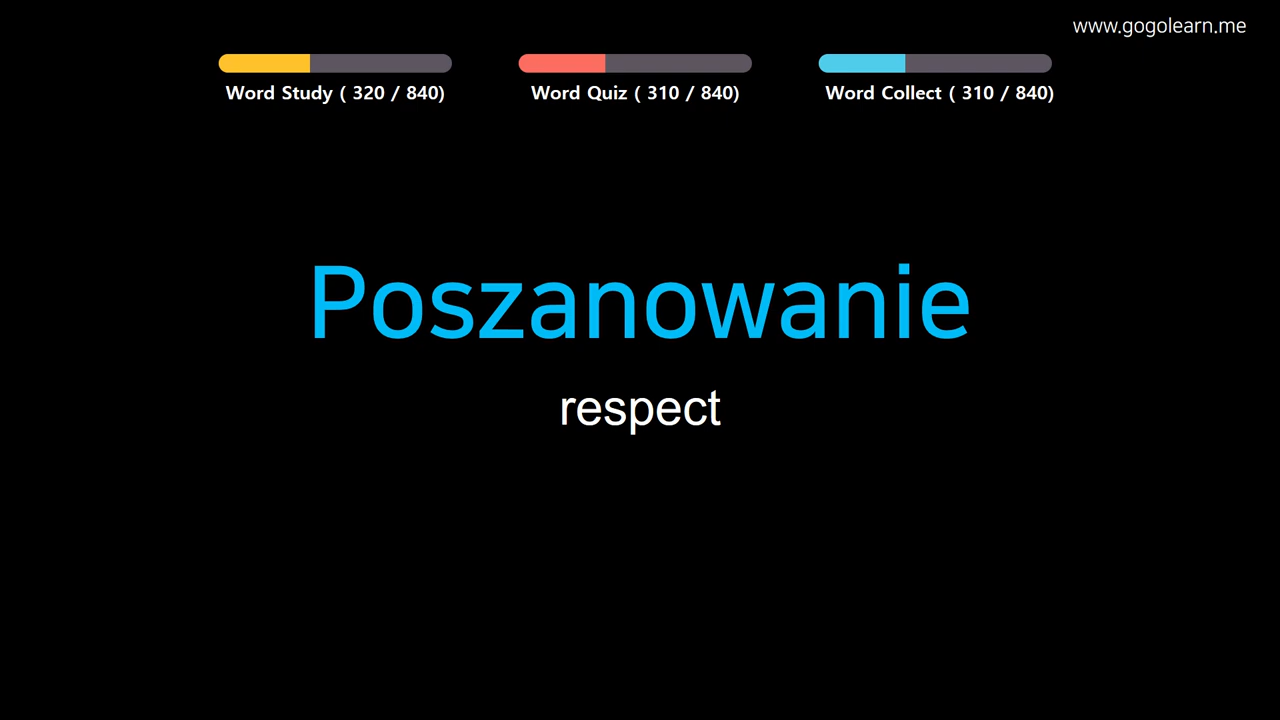 www.gogolearn.me
Word Study ( 320 / 840)
Word Quiz ( 310 / 840)
Word Collect ( 310 / 840)
Poszanowanie
respect